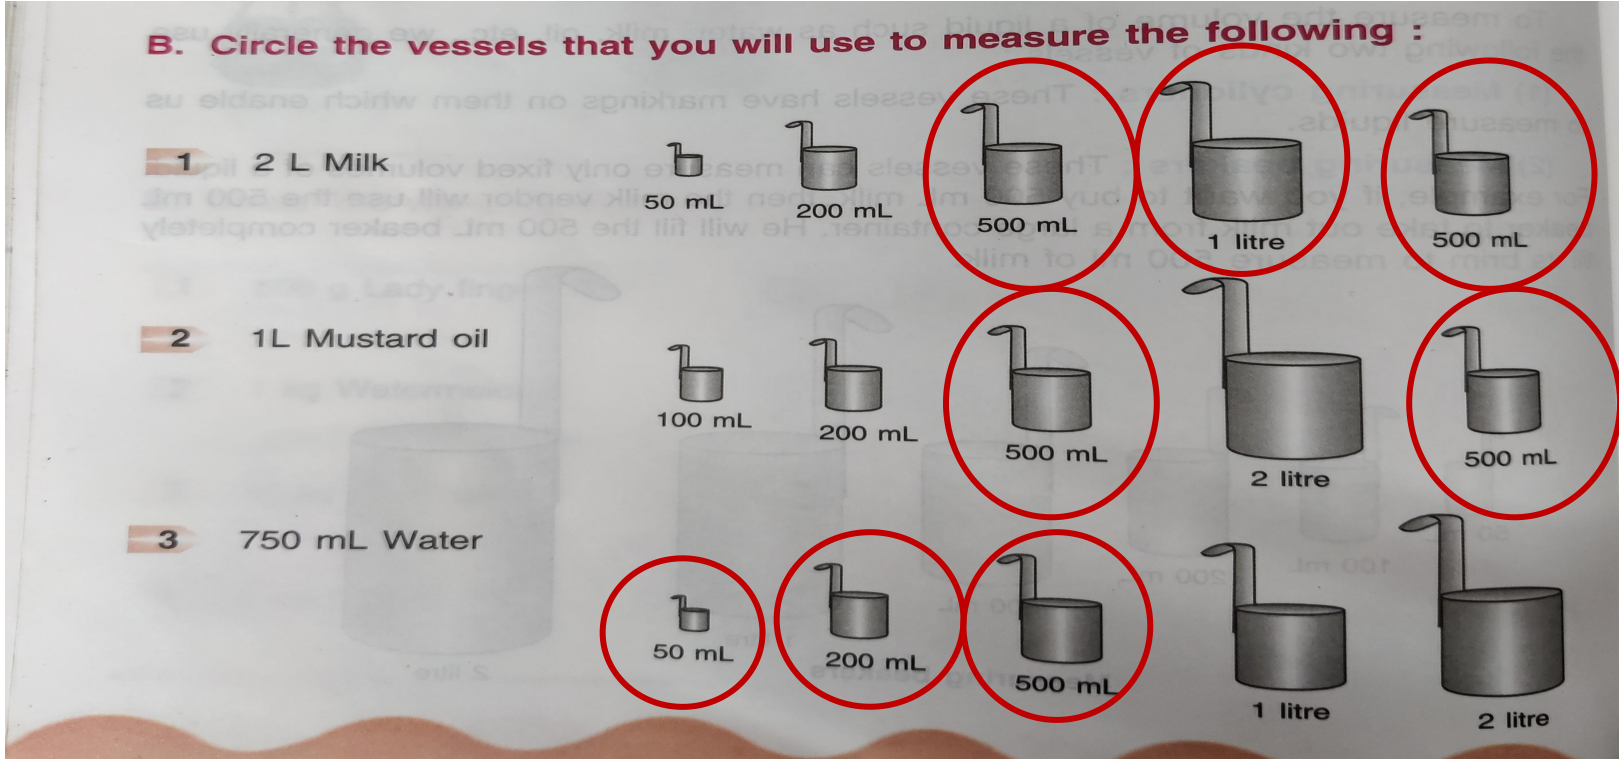 B. Circle the vessels that you will use to measure the following :
1 2 L Milk
50 mL 200 mL 500 mL 1 litre 500 mL
2 1L Mustard oil
100 mL 200 mL 500 mL 2 litre 500 mL
3 750 mL Water
50 mL 200 mL 500 mL 1 litre 2 litre